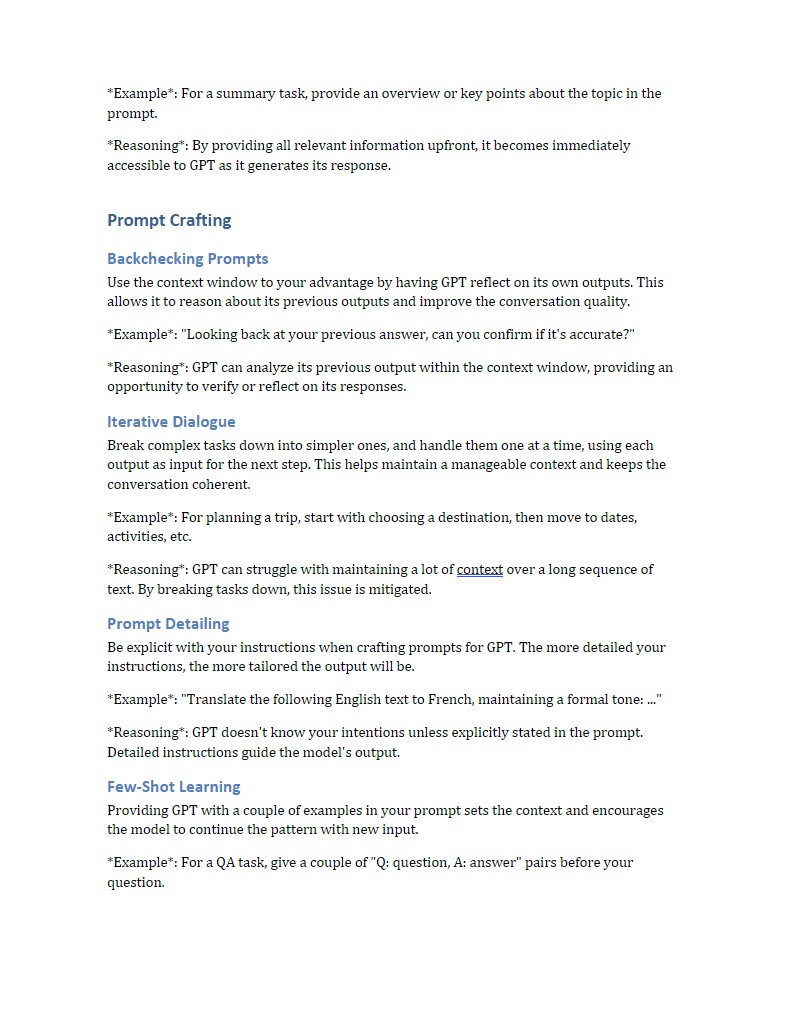 *Example*: For a summary task, provide an overview or key points about the topic in the
prompt.
*Reasoning*: By providing all relevant information upfront, it becomes immediately
accessible to GPT as it generates its response.
Prompt Crafting
Backchecking Prompts
Use the context window to your advantage by having GPT reflect on its own outputs. This
allows it to reason about its previous outputs and improve the conversation quality.
*Example*: "Looking back at your previous answer, can you confirm if it's accurate?"
*Reasoning*: GPT can analyze its previous output within the context window, providing an
opportunity to verify or reflect on its responses.
Iterative Dialogue
Break complex tasks down into simpler ones, and handle them one at a time, using each
output as input for the next step. This helps maintain a manageable context and keeps the
conversation coherent.
*Example*: For planning a trip, start with choosing a destination, then move to dates,
activities, etc.
*Reasoning*: GPT can struggle with maintaining a lot of context over a long sequence of
text. By breaking tasks down, this issue is mitigated.
Prompt Detailing
Be explicit with your instructions when crafting prompts for GPT. The more detailed your
instructions, the more tailored the output will be.
*Example*: "Translate the following English text to French, maintaining a formal tone: ..."
*Reasoning*: GPT doesn't know your intentions unless explicitly stated in the prompt.
Detailed instructions guide the model's output.
Few-Shot Learning
Providing GPT with a couple of examples in your prompt sets the context and encourages
the model to continue the pattern with new input.
*Example*: For a QA task, give a couple of "Q: question, A: answer" pairs before your
question.